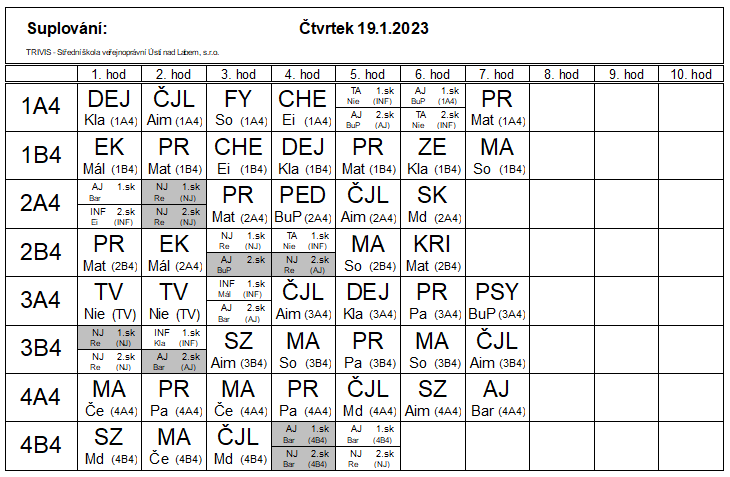 Suplování: Čtvrtek 19.1.2023
TRIVIS - Střední škola veřejnoprávní Ústí nad Labem, s.r.o.
1. hod 2. hod 3. hod 4. hod 5. hod 6. hod 7. hod 8. hod 9. hod 10. hod
1A4 DEJ ČJL FY CHE TA 1.sk AJ 1.sk PR
Nie (INF) BuP (1A4)
Kla (1A4) Aim (1A4) So (1A4) Ei (1A4) AJ 2.sk TA 2.sk Mat (1A4)
BuP (AJ) Nie (INF)
1B4 EK PR CHE DEJ PR ZE MA
Mál (1B4) Mat (1B4) Ei (1B4) Kla (1B4) Mat (1B4) Kla (1B4) So (1B4)
2A4 AJ 1.sk NJ 1.sk PR PED ČJL SK
Bar Re (NJ)
INF 2.sk NJ 2.sk Mat (2A4) BuP (2A4) Aim (2A4) Md (2A4)
Ei (INF) Re (NJ)
2B4 PR EK NJ 1.sk TA 1.sk MA KRI
Re (NJ) Nie (INF)
Mat (2B4) Mál (2A4) AJ 2.sk NJ 2.sk So (2B4) Mat (2B4)
BuP Re (AJ)
3A4 TV TV INF 1.sk ČJL DEJ PR PSY
Mál (INF)
Nie (TV) Nie (TV) AJ 2.sk Aim (3A4) Kla (3A4) Pa (3A4) BuP (3A4)
Bar (AJ)
3B4 NJ 1.sk INF 1.sk SZ MA PR MA ČJL
Re (NJ) Kla (INF)
NJ 2.sk AJ 2.sk Aim (3B4) So (3B4) Pa (3B4) So (3B4) Aim (3B4)
Re (NJ) Bar (AJ)
4A4 MA PR MA PR ČJL SZ AJ
Če (4A4) Pa (4A4) Če (4A4) Pa (4A4) Md (4A4) Aim (4A4) Bar (4A4)
4B4 SZ MA ČJL AJ 1.sk AJ 1.sk
Bar (4B4) Bar (4B4)
Md (4B4) Če (4B4) Md (4B4) NJ 2.sk NJ 2.sk
Bar (4B4) Re (NJ)